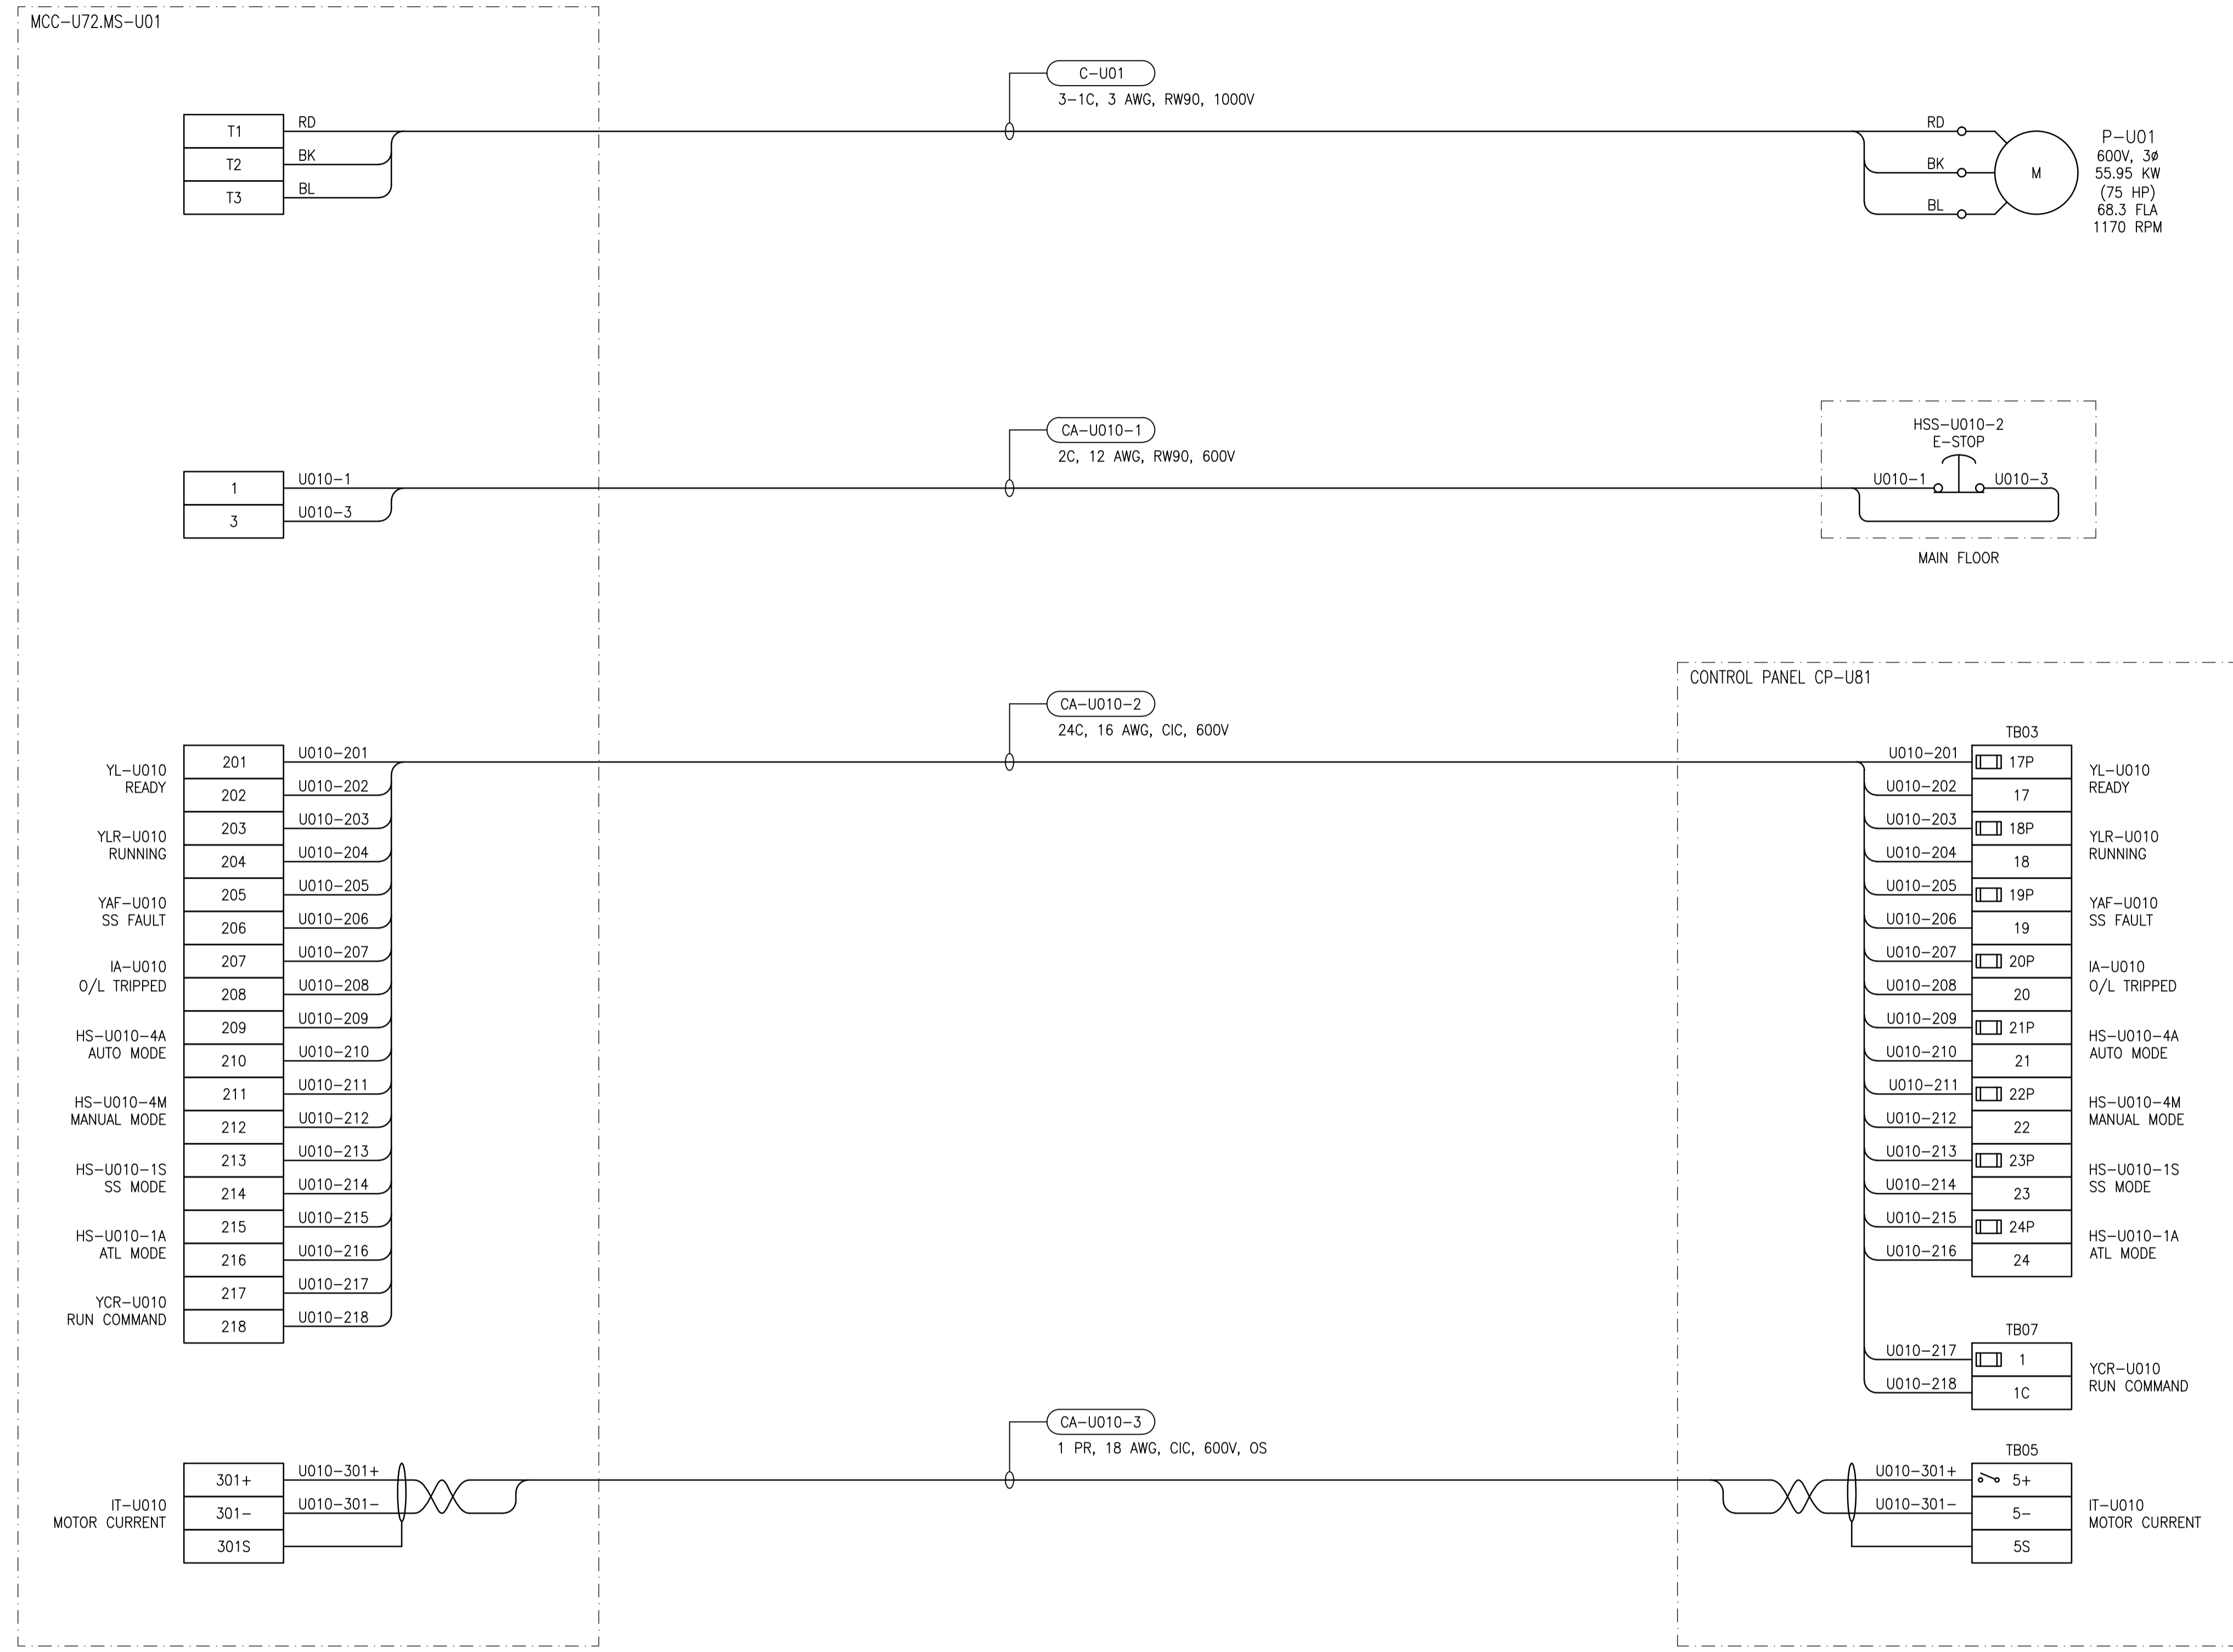 MCC-U72.MS-U01
C-U01
3-1C, 3 AWG, RW90, 1000V
T1
RD
T2
BK
T3
BL
RD
BK
BL
M
P-U01
600V, 3ø
55.95 KW
(75 HP)
68.3 FLA
1170 RPM
CA-U010-1
2C, 12 AWG, RW90, 600V
1
U010-1
3
U010-3
HSS-U010-2
E-STOP
U010-1
U010-3
MAIN FLOOR
CA-U010-2
24C, 16 AWG, CIC, 600V
YL-U010
READY
YLR-U010
RUNNING
YAF-U010
SS FAULT
IA-U010
O/L TRIPPED
HS-U010-4A
AUTO MODE
HS-U010-4M
MANUAL MODE
HS-U010-1S
SS MODE
HS-U010-1A
ATL MODE
YCR-U010
RUN COMMAND
201
U010-201
202
U010-202
203
U010-203
204
U010-204
205
U010-205
206
U010-206
207
U010-207
208
U010-208
209
U010-209
210
U010-210
211
U010-211
212
U010-212
213
U010-213
214
U010-214
215
U010-215
216
U010-216
217
U010-217
218
U010-218
CONTROL PANEL CP-U81
TB03
U010-201
17P
U010-202
17
U010-203
18P
U010-204
18
U010-205
19P
U010-206
19
U010-207
20P
U010-208
20
U010-209
21P
U010-210
21
U010-211
22P
U010-212
22
U010-213
23P
U010-214
23
U010-215
24P
U010-216
24
YL-U010
READY
YLR-U010
RUNNING
YAF-U010
SS FAULT
IA-U010
O/L TRIPPED
HS-U010-4A
AUTO MODE
HS-U010-4M
MANUAL MODE
HS-U010-1S
SS MODE
HS-U010-1A
ATL MODE
TB07
U010-217
1
U010-218
1C
YCR-U010
RUN COMMAND
CA-U010-3
1 PR, 18 AWG, CIC, 600V, OS
IT-U010
MOTOR CURRENT
301+
U010-301+
301-
U010-301-
301S
TB05
U010-301+
5+
U010-301-
5-
5S
IT-U010
MOTOR CURRENT